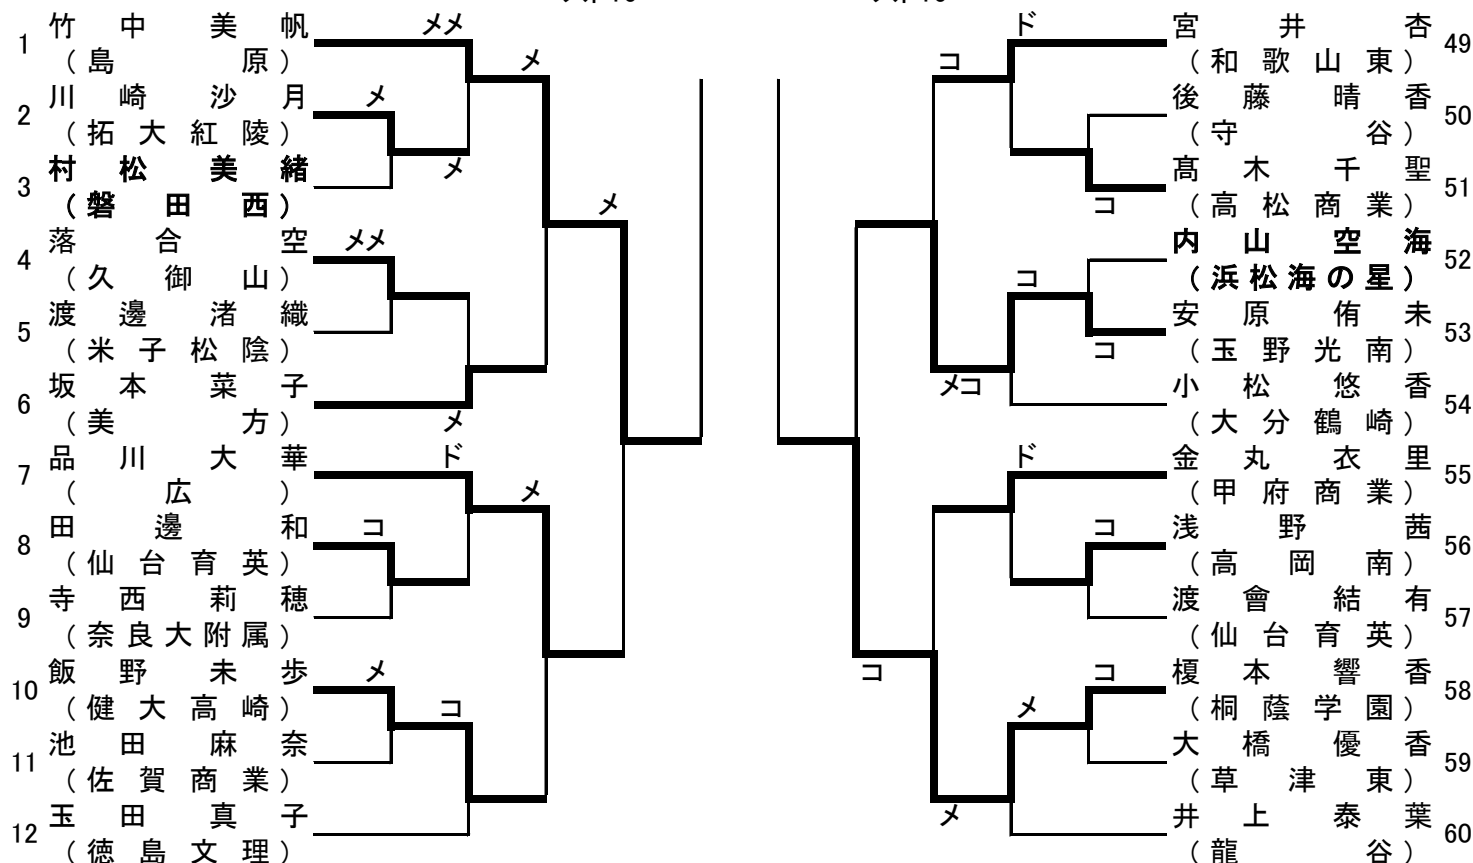 1 竹中美帆 メメ
(島原) メ
2 川崎沙月 メ
(拓大紅陵)
3 村松美緒 メ
(磐田西) メ
4 落合空 メメ
(久御山)
5 渡邊渚織
(米子松陰)
6 坂本菜子
(美方) メ
7 品川大華 ド
(広) メ
8 田邊和 コ
(仙台育英)
9 寺西莉穂
(奈良大附属)
10 飯野未歩 メ
(健大高崎) コ
11 池田麻奈
(佐賀商業)
12 玉田真子
(徳島文理)
ド 宮井杏 49
コ (和歌山東)
後藤晴香 50
(守谷)
髙木千聖 51
コ (高松商業)
内山空海 52
コ (浜松海の星)
安原侑未 53
コ (玉野光南)
メコ 小松悠香 54
(大分鶴崎)
ド 金丸衣里 55
(甲府商業)
コ 浅野茜 56
(高岡南)
渡會結有 57
(仙台育英)
コ コ 榎本響香 58
メ (桐蔭学園)
大橋優香 59
(草津東)
メ 井上泰葉 60
(龍谷)